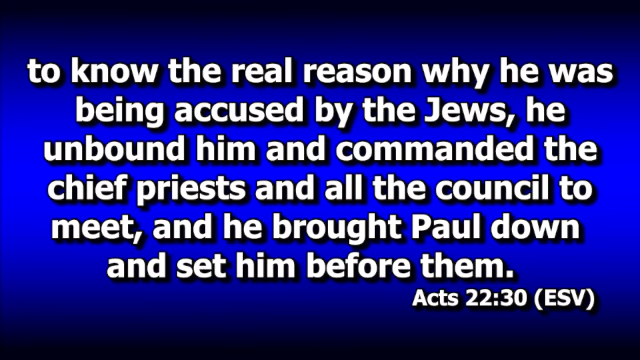 to know the real reason why he was
being accused by the Jews, he
unbound him and commanded the
chief priests and all the council to
meet, and he brought Paul down
and set him before them.
Acts 22:30 (ESV)